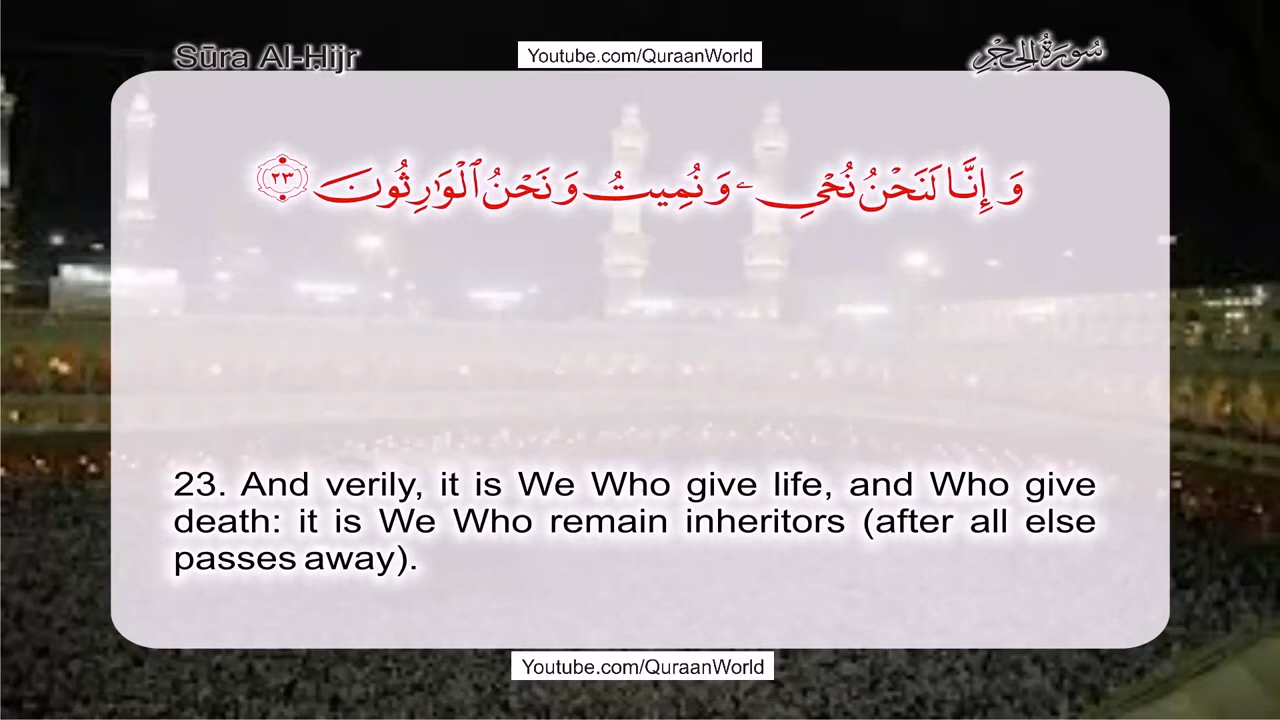 Sūra Al-Ḥijr
Youtube.com/QuraanWorld
سُورَةُ الحِجْرِ
وَإِنَّا لَنَحْنُ نُحْيِۦ وَنُمِيتُ وَنَحْنُ ٱلْوَٰرِثُونَ ٢٣
23. And verily, it is We Who give life, and Who give
death: it is We Who remain inheritors (after all else
passes away).
Youtube.com/QuraanWorld